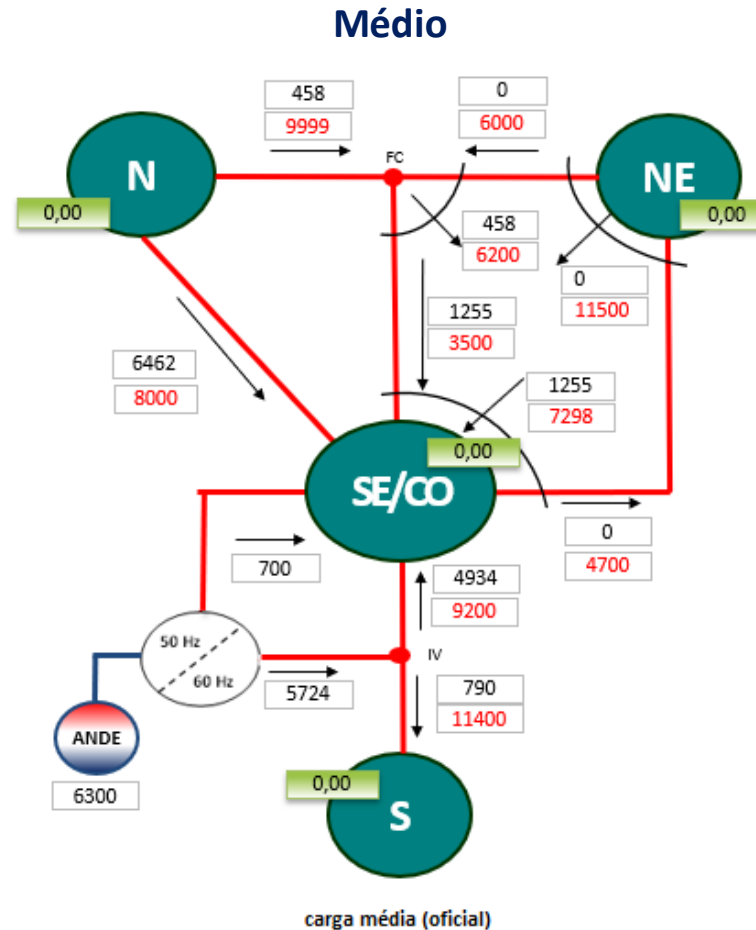 Médio
458
9999
0
6000
FC
N
NE
0,00
0,00
458
6200
0
11500
1255
3500
6462
8000
1255
7298
0,00
SE/CO
0
4700
700
4934
9200
50 Hz
60 Hz
IV
5724
790
11400
ANDE
6300
0,00
S
carga média (oficial)